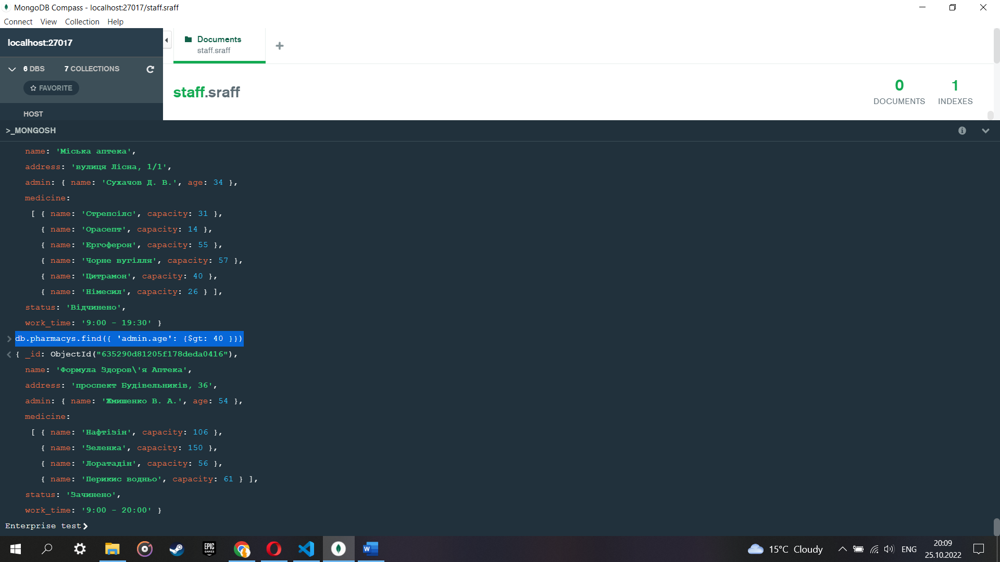 MongoDB Compass - localhost:27017/staff.sraff
Connect View Collection Help
localhost:27017
Documents
staff.sraff
6 DBS 7 COLLECTIONS
FAVORITE
HOST
staff.sraff
0
DOCUMENTS
1
INDEXES
>_MONGOSH
name: 'Міська аптека',
address: 'вулиця Лісна, 1/1',
admin: { name: 'Сухачов Д. В.', age: 34 },
medicine:
[ { name: 'Стрепсілс', capacity: 31 },
{ name: 'Орасепт', capacity: 14 },
{ name: 'Ергоферон', capacity: 55 },
{ name: 'Чорне вугілля', capacity: 57 },
{ name: 'Цитрамон', capacity: 40 },
{ name: 'Німесил', capacity: 26 } ],
status: 'Відчинено',
work_time: '9:00 - 19:30' }
> db.pharmacys.find({ 'admin.age': {$gt: 40 }})
< { _id: ObjectId("635290d81205f178deda0416"),
name: 'Формула Здоров\'я Аптека',
address: 'проспект Будівельників, 36',
admin: { name: 'Жмишенко В. А.', age: 54 },
medicine:
[ { name: 'Нафтізін', capacity: 106 },
{ name: 'Зеленка', capacity: 150 },
{ name: 'Лоратадін', capacity: 56 },
{ name: 'Перикис водньо', capacity: 61 } ],
status: 'Зачинено',
work_time: '9:00 - 20:00' }
Enterprise test>
EPIC GAMES
15°C Cloudy
ENG
20:09
25.10.2022